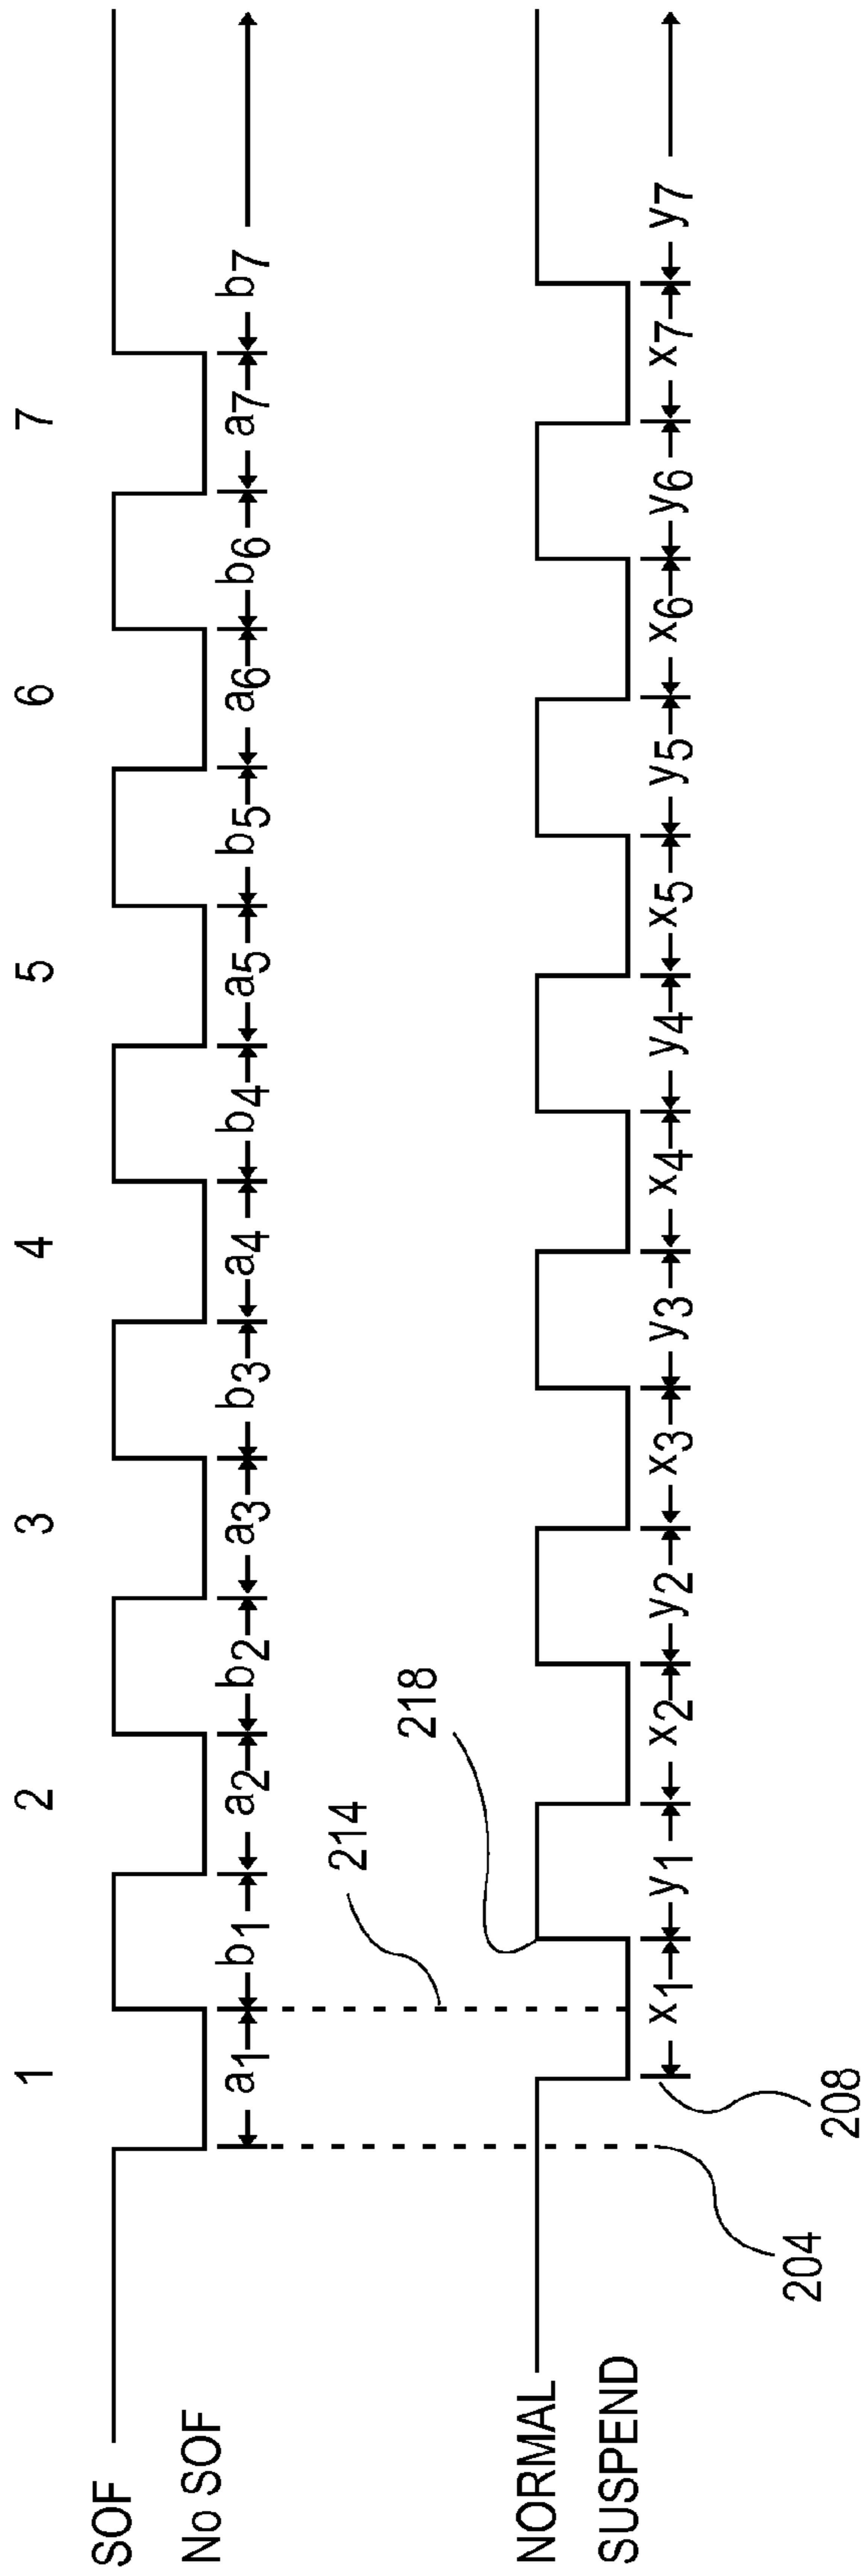 1 2 3 4 5 6 7
SOF
No SOF
a1 b1 a2 b2 a3 b3 a4 b4 a5 b5 a6 b6 a7 b7
214
218
NORMAL
SUSPEND
x1 y1 x2 y2 x3 y3 x4 y4 x5 y5 x6 y6 x7 y7
204
208